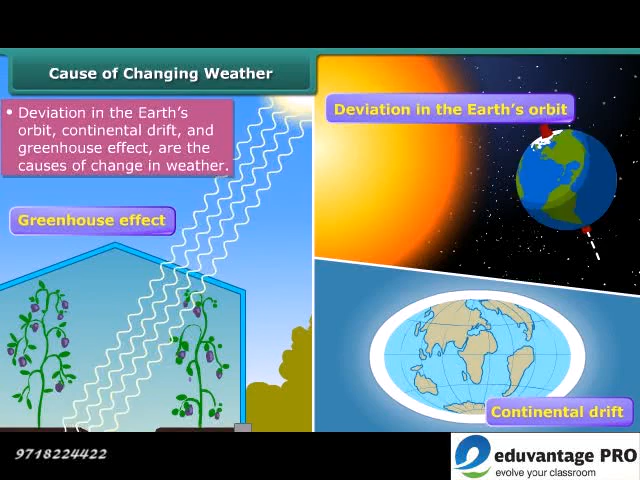 Cause of Changing Weather
• Deviation in the Earth's
orbit, continental drift, and
greenhouse effect, are the
causes of change in weather.
Greenhouse effect
Deviation in the Earth's orbit
Continental drift
9718224422
eduvantage PRO
evolve your classroom